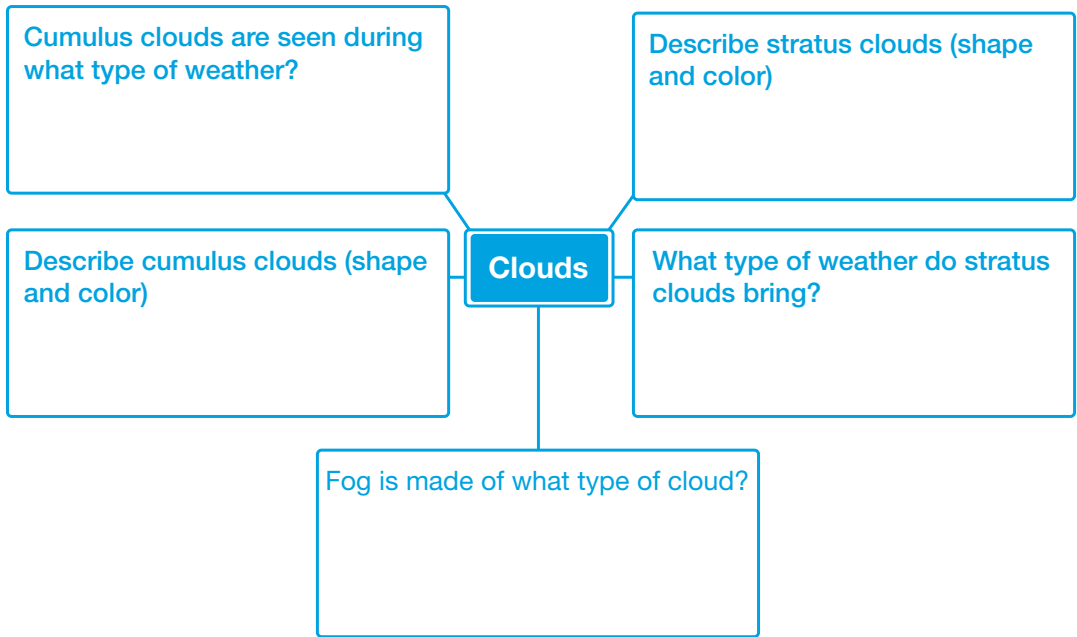 Cumulus clouds are seen during
what type of weather?
Describe stratus clouds (shape
and color)
Describe cumulus clouds (shape
and color)
Clouds
What type of weather do stratus
clouds bring?
Fog is made of what type of cloud?